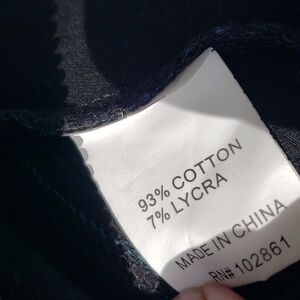 93% COTTON
7% LYCRA
MADE IN CHINA
RN# 102861